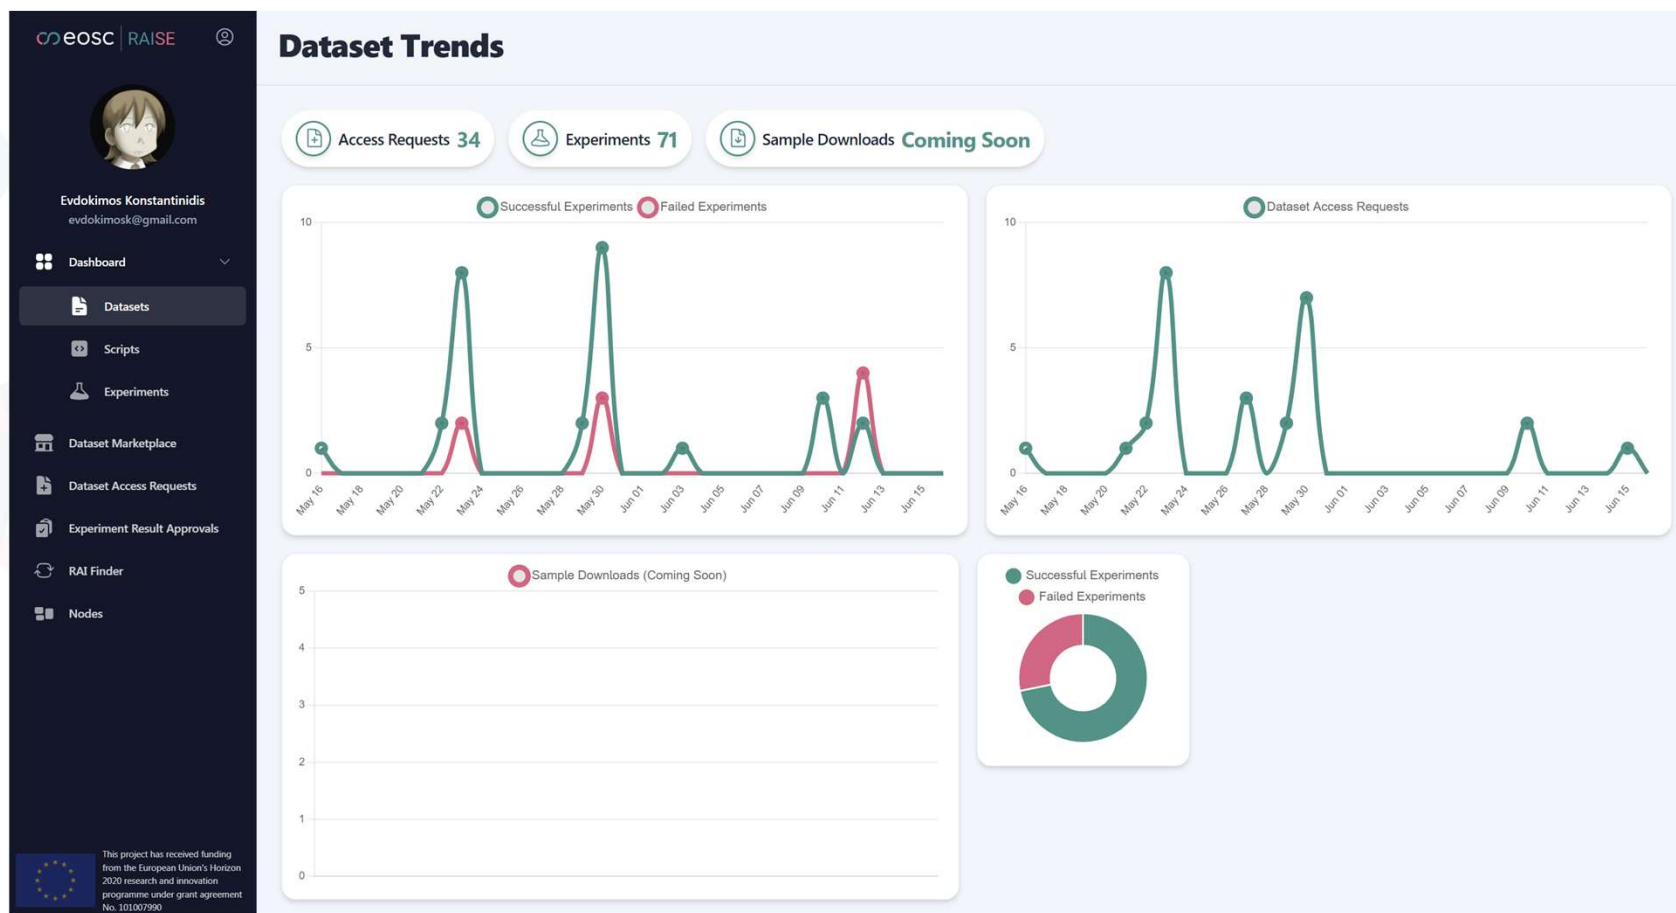 eosc RAISE
Evdokimos Konstantinidis
evdokimosk@gmail.com
Dashboard
Datasets
Scripts
Experiments
Dataset Marketplace
Dataset Access Requests
Experiment Result Approvals
RAI Finder
Nodes
This project has received funding
from the European Union's Horizon
2020 research and innovation
programme under grant agreement
No. 101007990
Dataset Trends
Access Requests 34
Experiments 71
Sample Downloads Coming Soon
Successful Experiments Failed Experiments
10
5
0
May 16 May 18 May 20 May 22 May 24 May 26 May 28 May 30 Jun 01 Jun 03 Jun 05 Jun 07 Jun 09 Jun 11 Jun 13 Jun 15
Dataset Access Requests
10
5
0
May 16 May 18 May 20 May 22 May 24 May 26 May 28 May 30 Jun 01 Jun 03 Jun 05 Jun 07 Jun 09 Jun 11 Jun 13 Jun 15
Sample Downloads (Coming Soon)
5
4
3
2
1
0
Successful Experiments
Failed Experiments